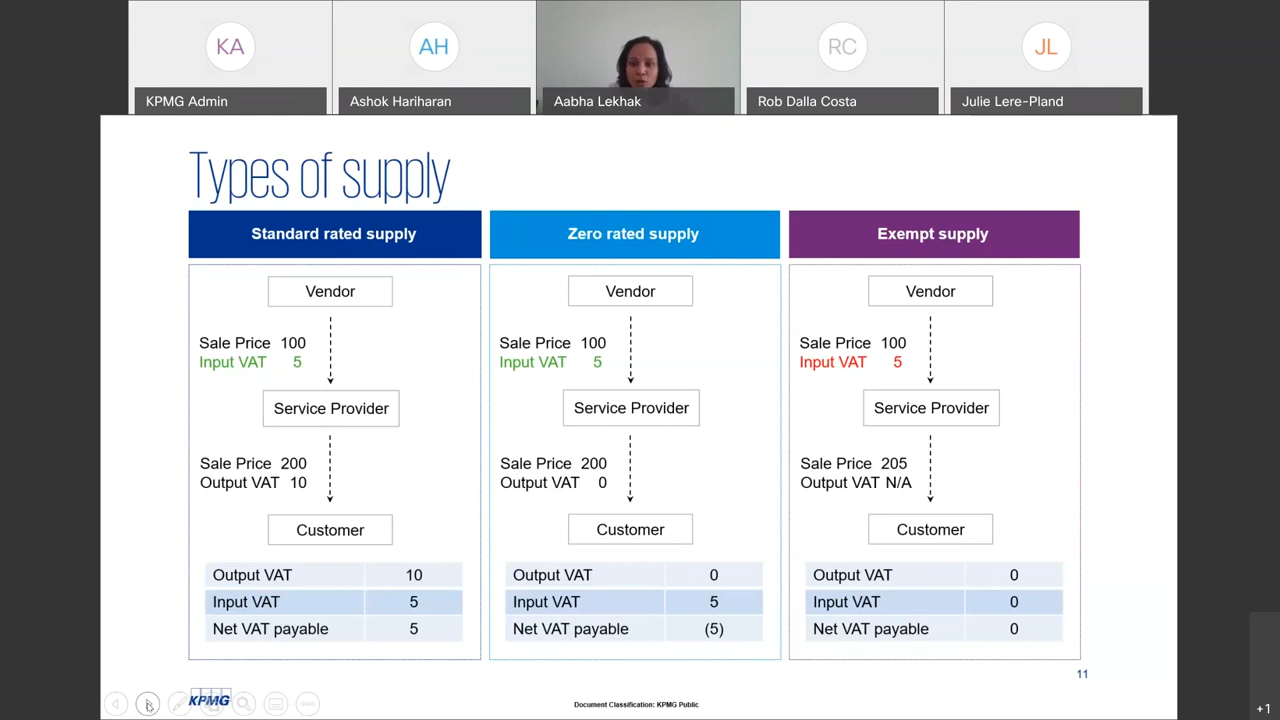 KA
AH
RC
JL
KPMG Admin
Ashok Hariharan
Aabha Lekhak
Rob Dalla Costa
Julie Lere-Pland
Types of supply
Standard rated supply
Vendor
Sale Price 100
Input VAT 5
Service Provider
Sale Price 200
Output VAT 10
Customer
Output VAT 10
Input VAT 5
Net VAT payable 5
Zero rated supply
Vendor
Sale Price 100
Input VAT 5
Service Provider
Sale Price 200
Output VAT 0
Customer
Output VAT 0
Input VAT 5
Net VAT payable (5)
Exempt supply
Vendor
Sale Price 100
Input VAT 5
Service Provider
Sale Price 205
Output VAT N/A
Customer
Output VAT 0
Input VAT 0
Net VAT payable 0
11
KPMG
Document Classification: KPMG Public
+1